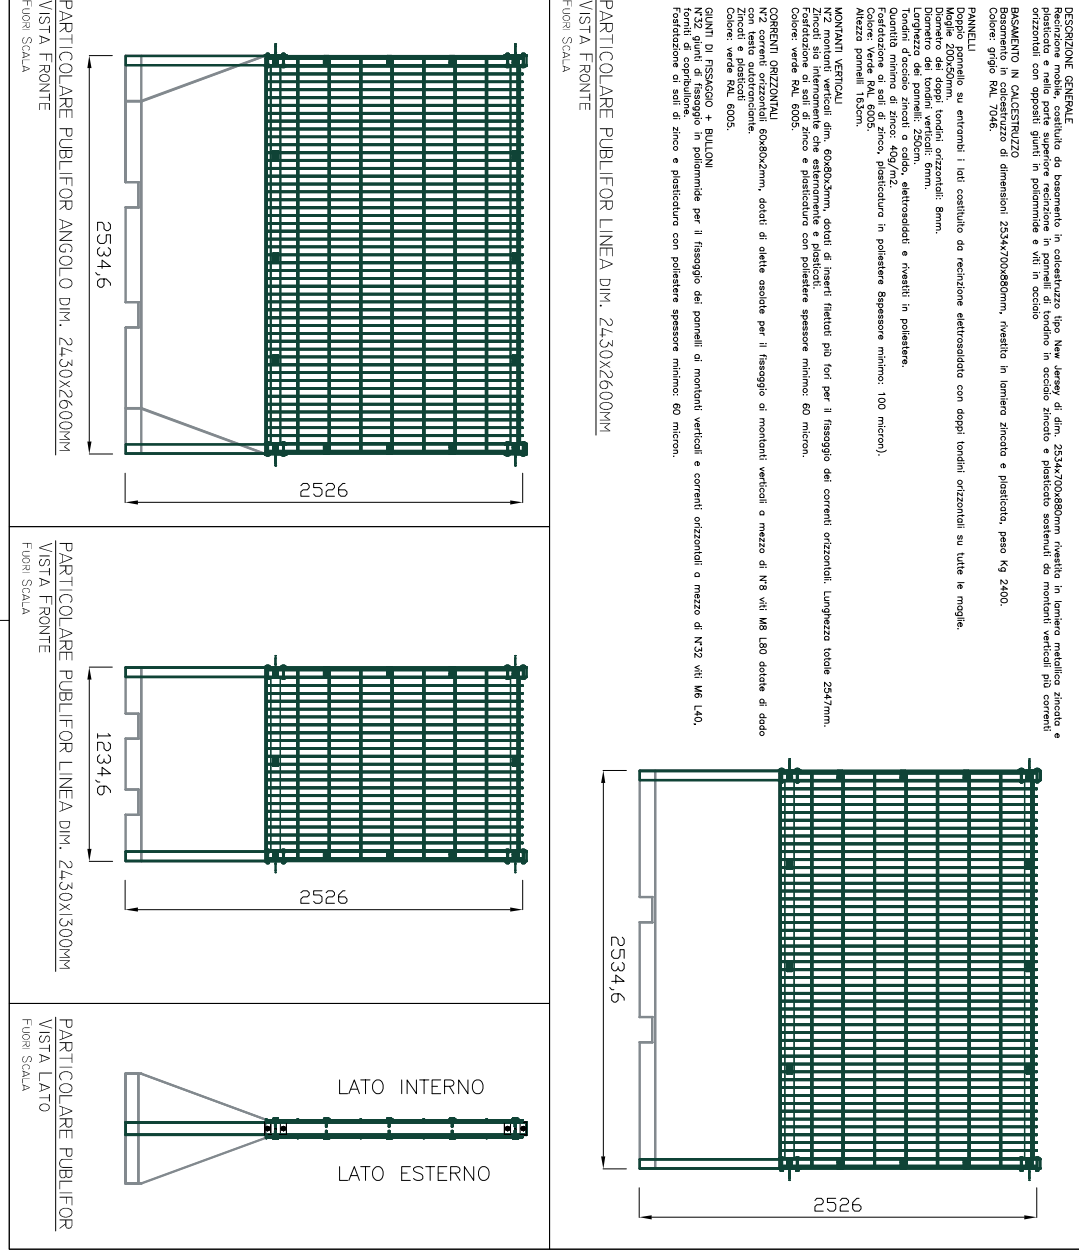 DESCRIZIONE GENERALE
Recinzione mobile, costituita da basamento in calcestruzzo tipo New Jersey di dim. 2534x700x880mm rivestita in lamiera metallica zincata e
plasticata e nella parte superiore recinzione in pannelli di tondino in acciaio zincato e plasticato sostenuti da montanti verticali più correnti
orizzontali con appositi giunti in poliammide e viti in acciaio
BASAMENTO IN CALCESTRUZZO
Basamento in calcestruzzo di dimensioni 2534x700x880mm, rivestita in lamiera zincata e plasticata, peso Kg 2400.
Colore: grigio RAL 7046.
PANNELLI
Doppio pannello su entrambi i lati costituito da recinzione elettrosaldata con doppi tondini orizzontali su tutte le maglie.
Maglie 200x50mm.
Diametro dei doppi tondini orizzontali: 8mm.
Diametro dei tondini verticali: 6mm.
Larghezza dei pannelli: 250cm.
Tondini d'acciaio zincati a caldo, elettrosaldati e rivestiti in poliestere.
Quantità minima di zinco: 40g/m2.
Fosfatazione ai sali di zinco, plasticatura in poliestere 8spessore minimo: 100 micron).
Colore: Verde RAL 6005.
Altezza pannelli 163cm.
MONTANTI VERTICALI
N°2 montanti verticali dim. 60x80x3mm, dotati di inserti filettati più fori per il fissaggio dei correnti orizzontali. Lunghezza totale 2547mm.
Zincati sia internamente che esternamente e plasticati.
Fosfatazione ai sali di zinco e plasticatura con poliestere spessore minimo: 60 micron.
Colore: verde RAL 6005.
CORRENTI ORIZZONTALI
N°2 correnti orizzontali 60x80x2mm, dotati di alette asolate per il fissaggio ai montanti verticali a mezzo di N°8 viti M8 L80 dotate di dado
con testa autotranciante.
Zincati e plasticati
Colore: verde RAL 6005.
GIUNTI DI FISSAGGIO + BULLONI
N°32 giunti di fissaggio in poliammide per il fissaggio dei pannelli ai montanti verticali e correnti orizzontali a mezzo di N°32 viti M6 L40,
forniti di copribullone.
Fosfatazione ai sali di zinco e plasticatura con poliestere spessore minimo: 60 micron.
PARTICOLARE PUBLIFOR LINEA DIM. 2430X2600MM
VISTA FRONTE
FUORI SCALA
2534,6
2526
PARTICOLARE PUBLIFOR ANGOLO DIM. 2430X2600MM
VISTA FRONTE
FUORI SCALA
2534,6
2526
PARTICOLARE PUBLIFOR LINEA DIM. 2430X1300MM
VISTA FRONTE
FUORI SCALA
1234,6
2526
PARTICOLARE PUBLIFOR
VISTA LATO
FUORI SCALA
LATO INTERNO
LATO ESTERNO